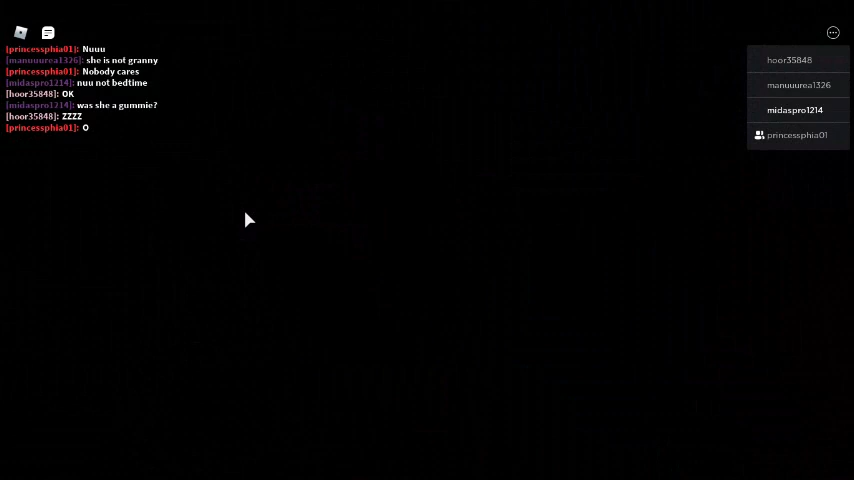 [princessphia01]: Nuuu
[manuuurea1326]: she is not granny
[princessphia01]: Nobody cares
[midaspro1214]: nuu not bedtime
[hoor35848]: OK
[midaspro1214]: was she a gummie?
[hoor35848]: ZZZZ
[princessphia01]: O
hoor35848
manuuurea1326
midaspro1214
princessphia01